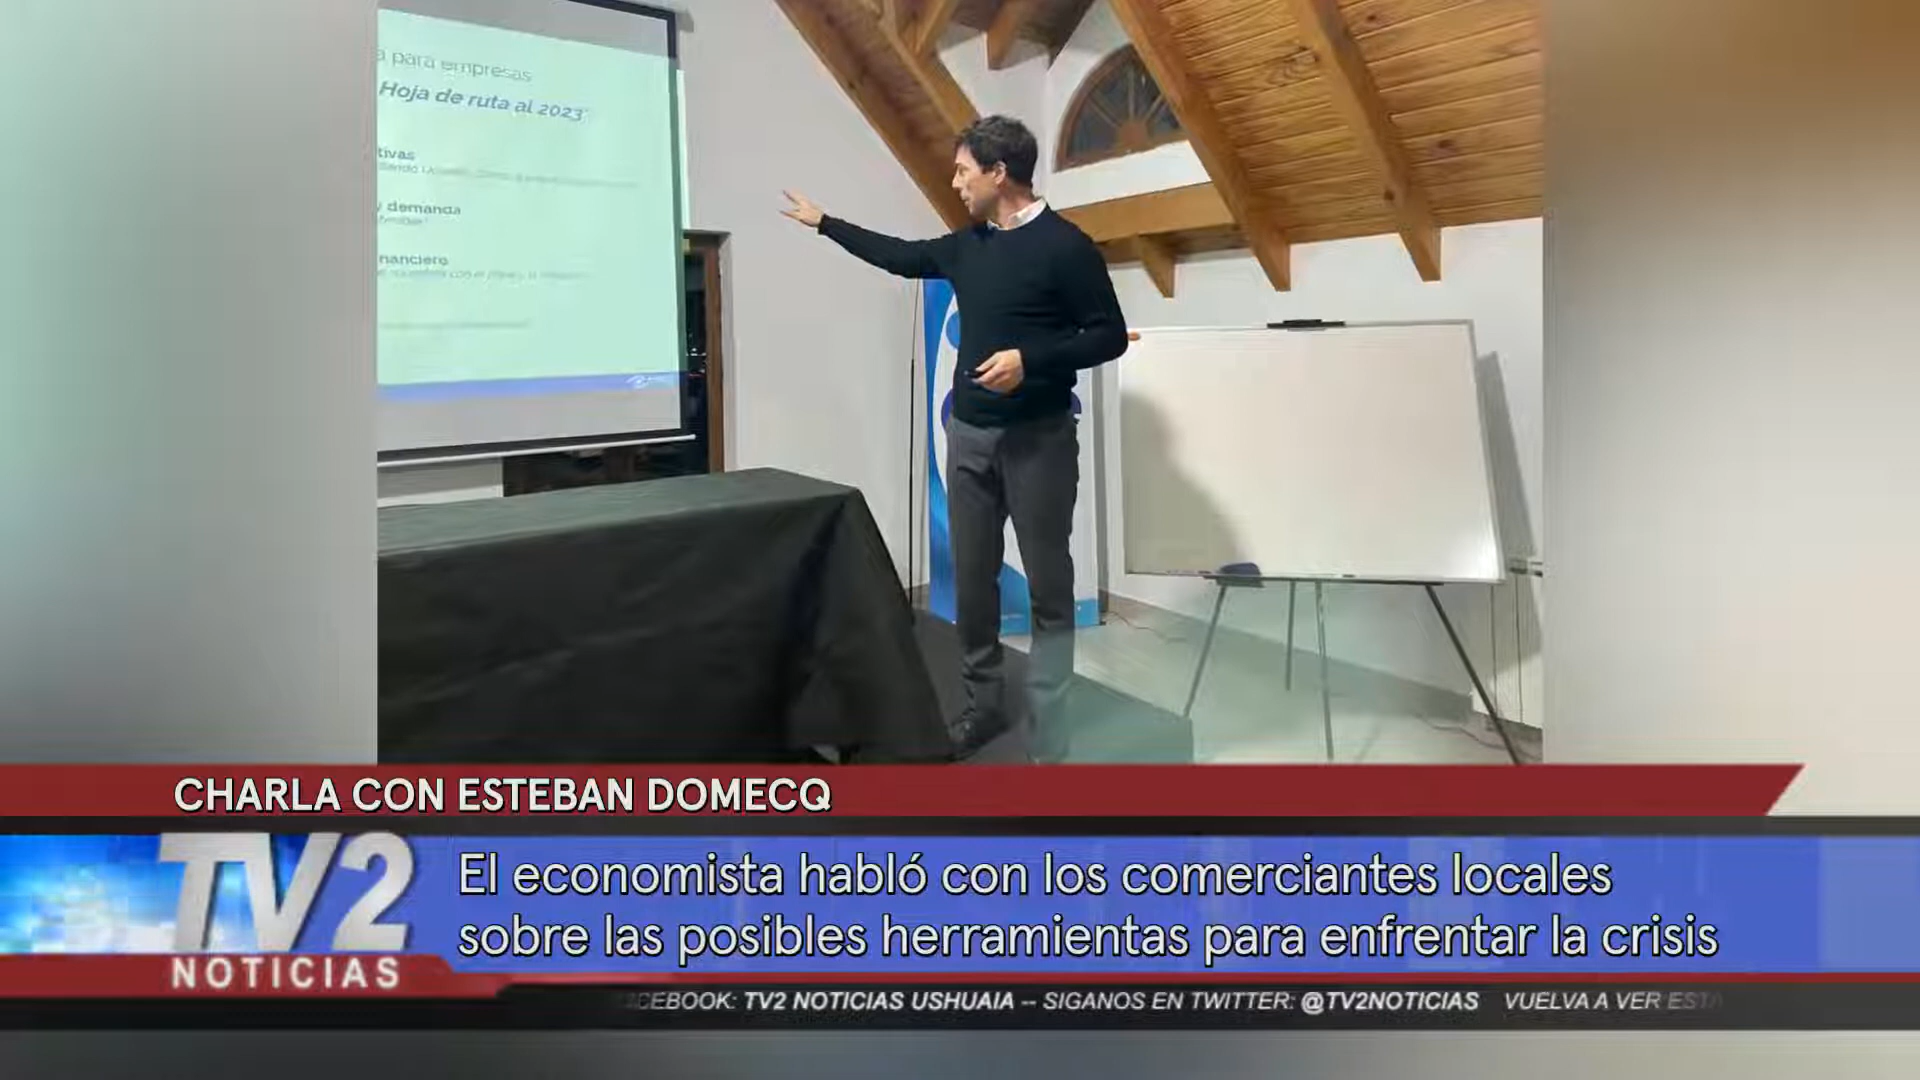 a para empresas
Hoja de ruta al 2023
tivas
y demanda
nanciero
CHARLA CON ESTEBAN DOMECQ
TV2
NOTICIAS
El economista habló con los comerciantes locales
sobre las posibles herramientas para enfrentar la crisis
CEBOOK: TV2 NOTICIAS USHUAIA -- SIGANOS EN TWITTER: @TV2NOTICIAS VUELVA A VER ESTA